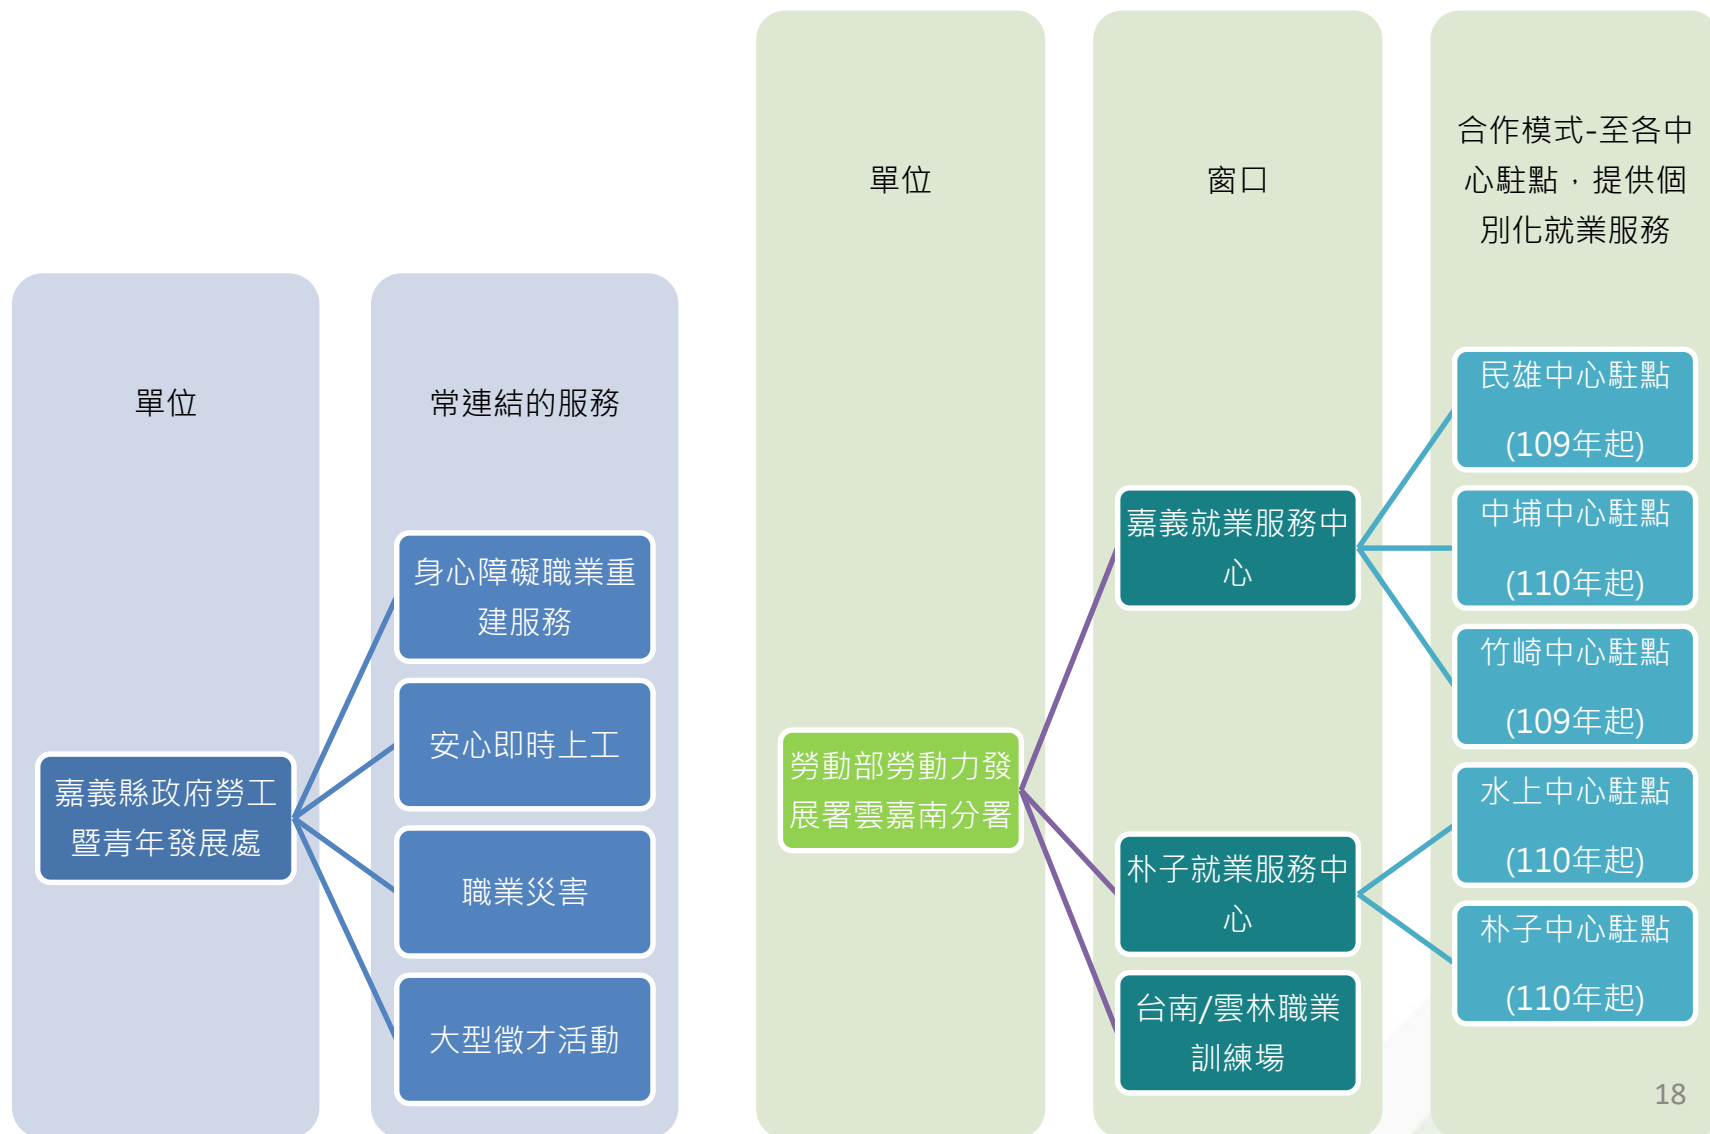 單位
常連結的服務
嘉義縣政府勞工
暨青年發展處
身心障礙職業重
建服務
安心即時上工
職業災害
大型徵才活動
單位
窗口
合作模式-至各中
心駐點，提供個
別化就業服務
勞動部勞動力發
展署雲嘉南分署
嘉義就業服務中
心
民雄中心駐點
(109年起)
中埔中心駐點
(110年起)
竹崎中心駐點
(109年起)
朴子就業服務中
心
水上中心駐點
(110年起)
朴子中心駐點
(110年起)
台南/雲林職業
訓練場
18